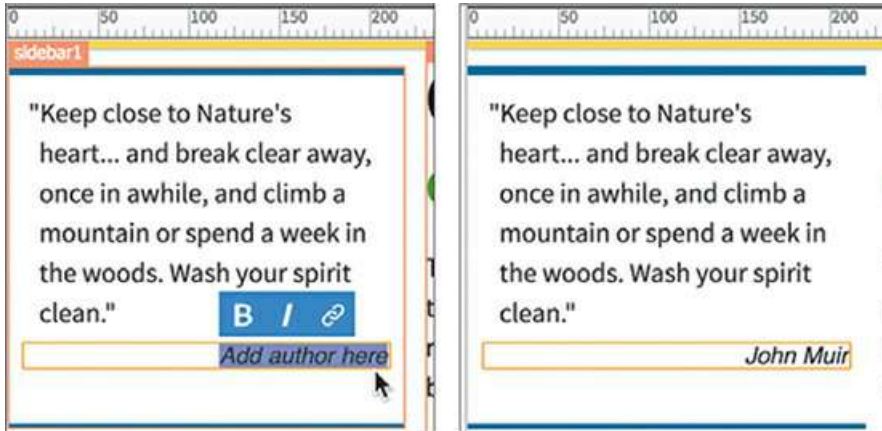 0 50 100 150 200
sidebar1
"Keep close to Nature's
heart... and break clear away,
once in awhile, and climb a
mountain or spend a week in
the woods. Wash your spirit
clean."
B I
Add author here
0 50 100 150 200
"Keep close to Nature's
heart... and break clear away,
once in awhile, and climb a
mountain or spend a week in
the woods. Wash your spirit
clean."
John Muir